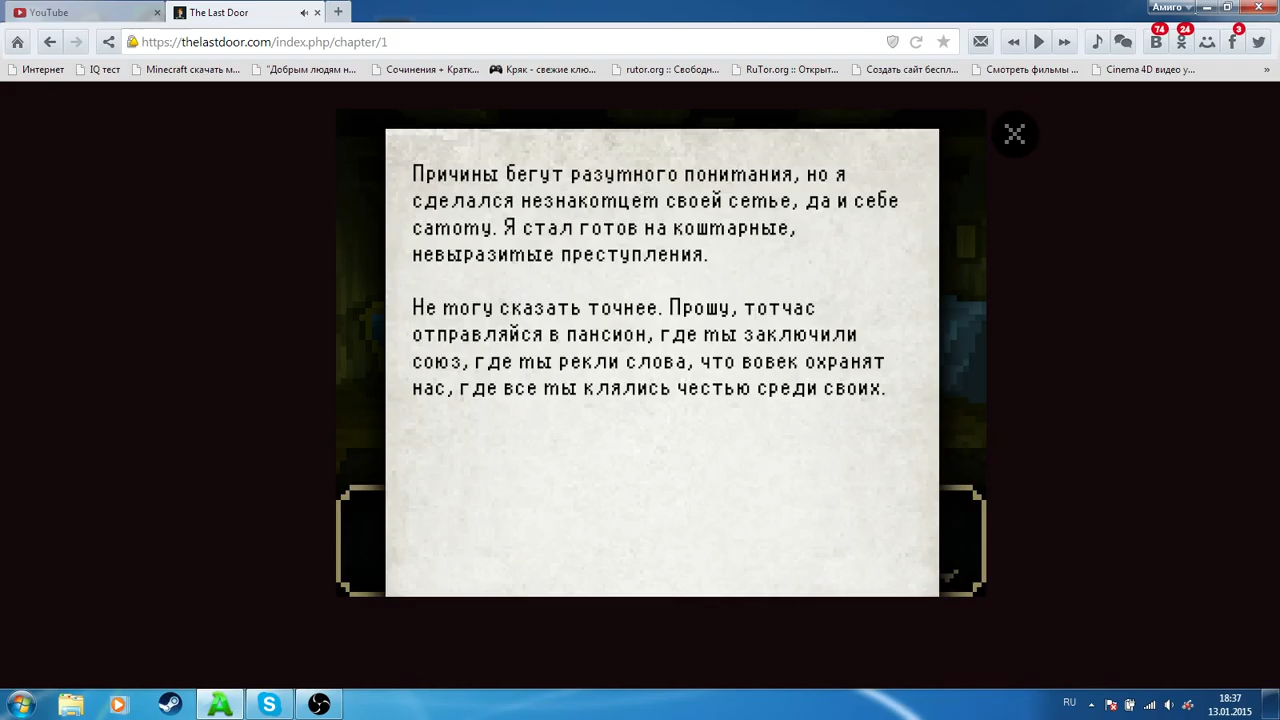 YouTube
The Last Door
Амиго
https://thelastdoor.com/index.php/chapter/1
74
24
3
Интернет
IQ тест
Minecraft скачать м...
"Добрым людям н...
Сочинения + Кратк...
Кряк - свежие клю...
rutor.org :: Свободн...
RuTor.org :: Открыт...
Создать сайт беспл...
Смотреть фильмы ...
Cinema 4D видео у...
»
Причины бегут разумного понимания, но я
сделался незнакомцем своей семье, да и себе
самому. Я стал готов на кошмарные,
невыразимые преступления.
Не могу сказать точнее. Прошу, тотчас
отправляйся в пансион, где мы заключили
союз, где мы рекли слова, что вовек охранят
нас, где все мы клялись честью среди своих.
RU
18:37
13.01.2015